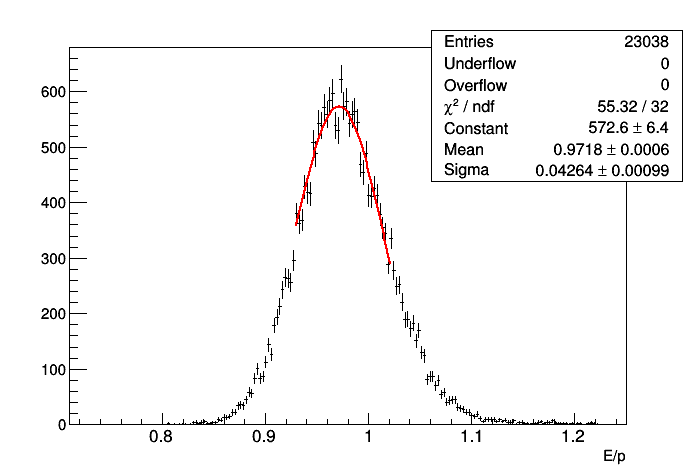 Entries 23038
Underflow 0
Overflow 0
χ² / ndf 55.32 / 32
Constant 572.6 ± 6.4
Mean 0.9718 ± 0.0006
Sigma 0.04264 ± 0.00099
600
500
400
300
200
100
0
0.8 0.9 1 1.1 1.2
E/p